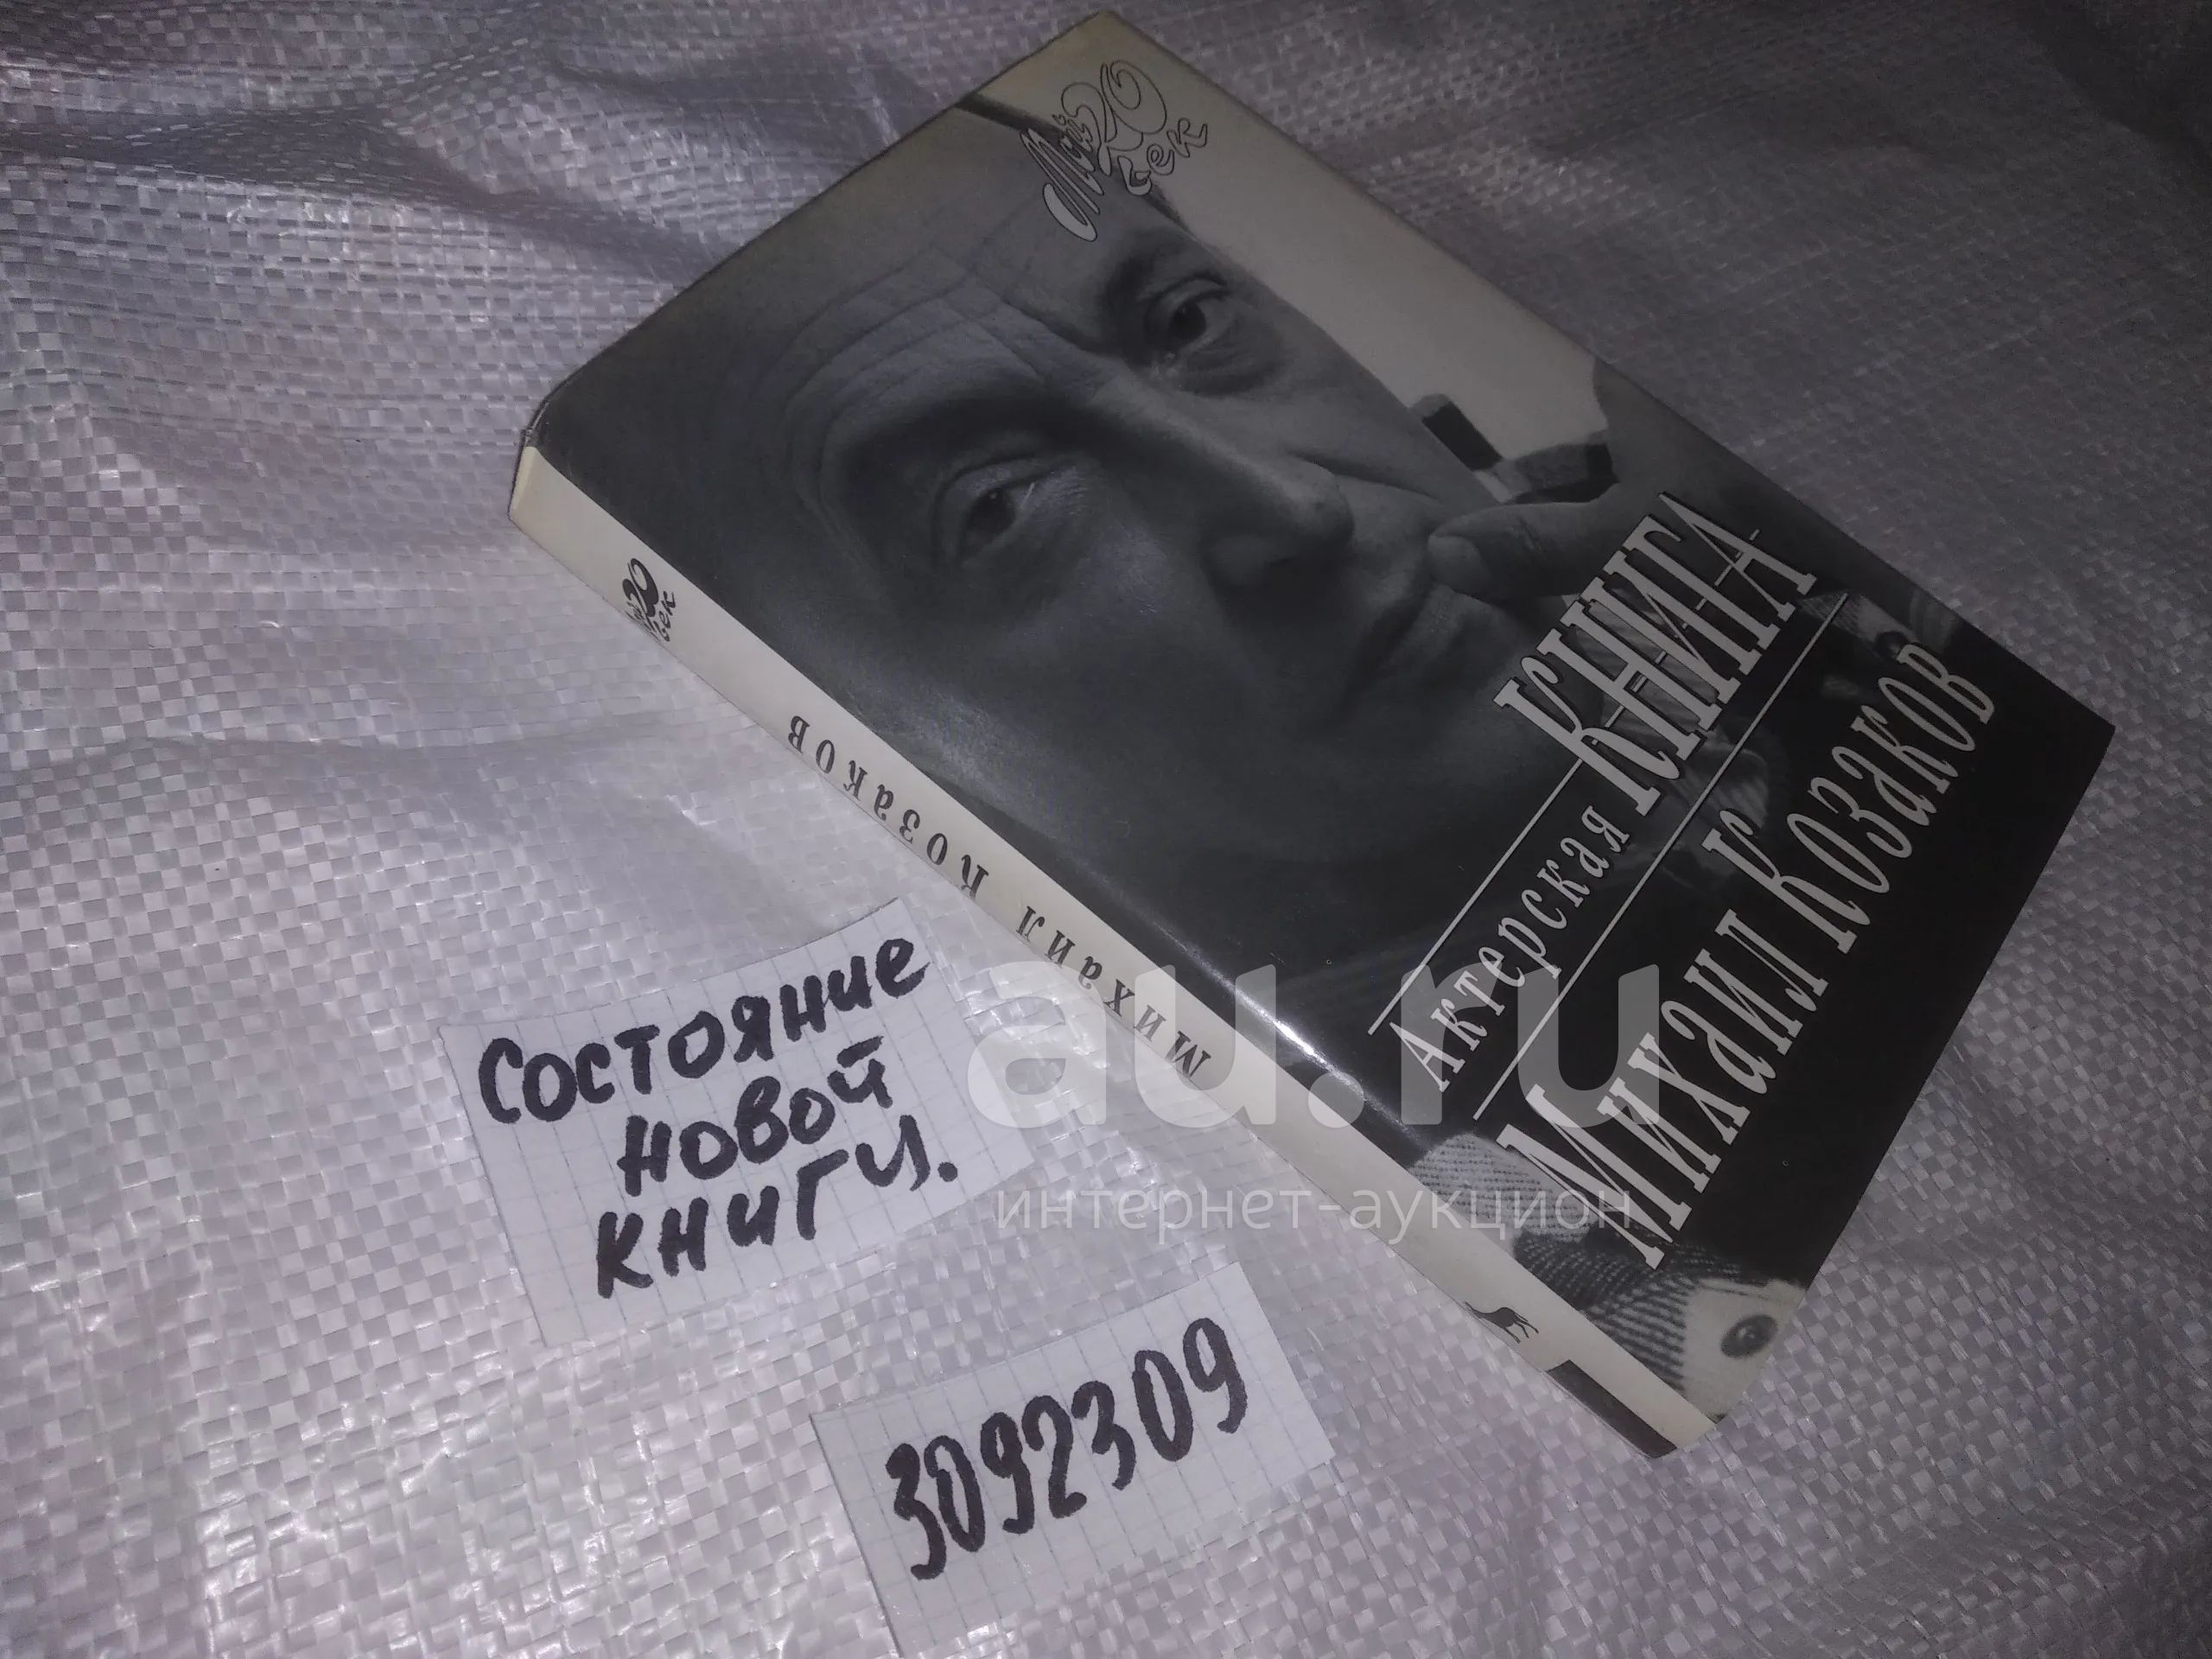 Мой 20 век
Актерская КНИГА
Михаил Козаков
Мой 20 век
Михаил Козаков
Состояние
новой
книги.
3092309
au.ru
интернет-аукцион